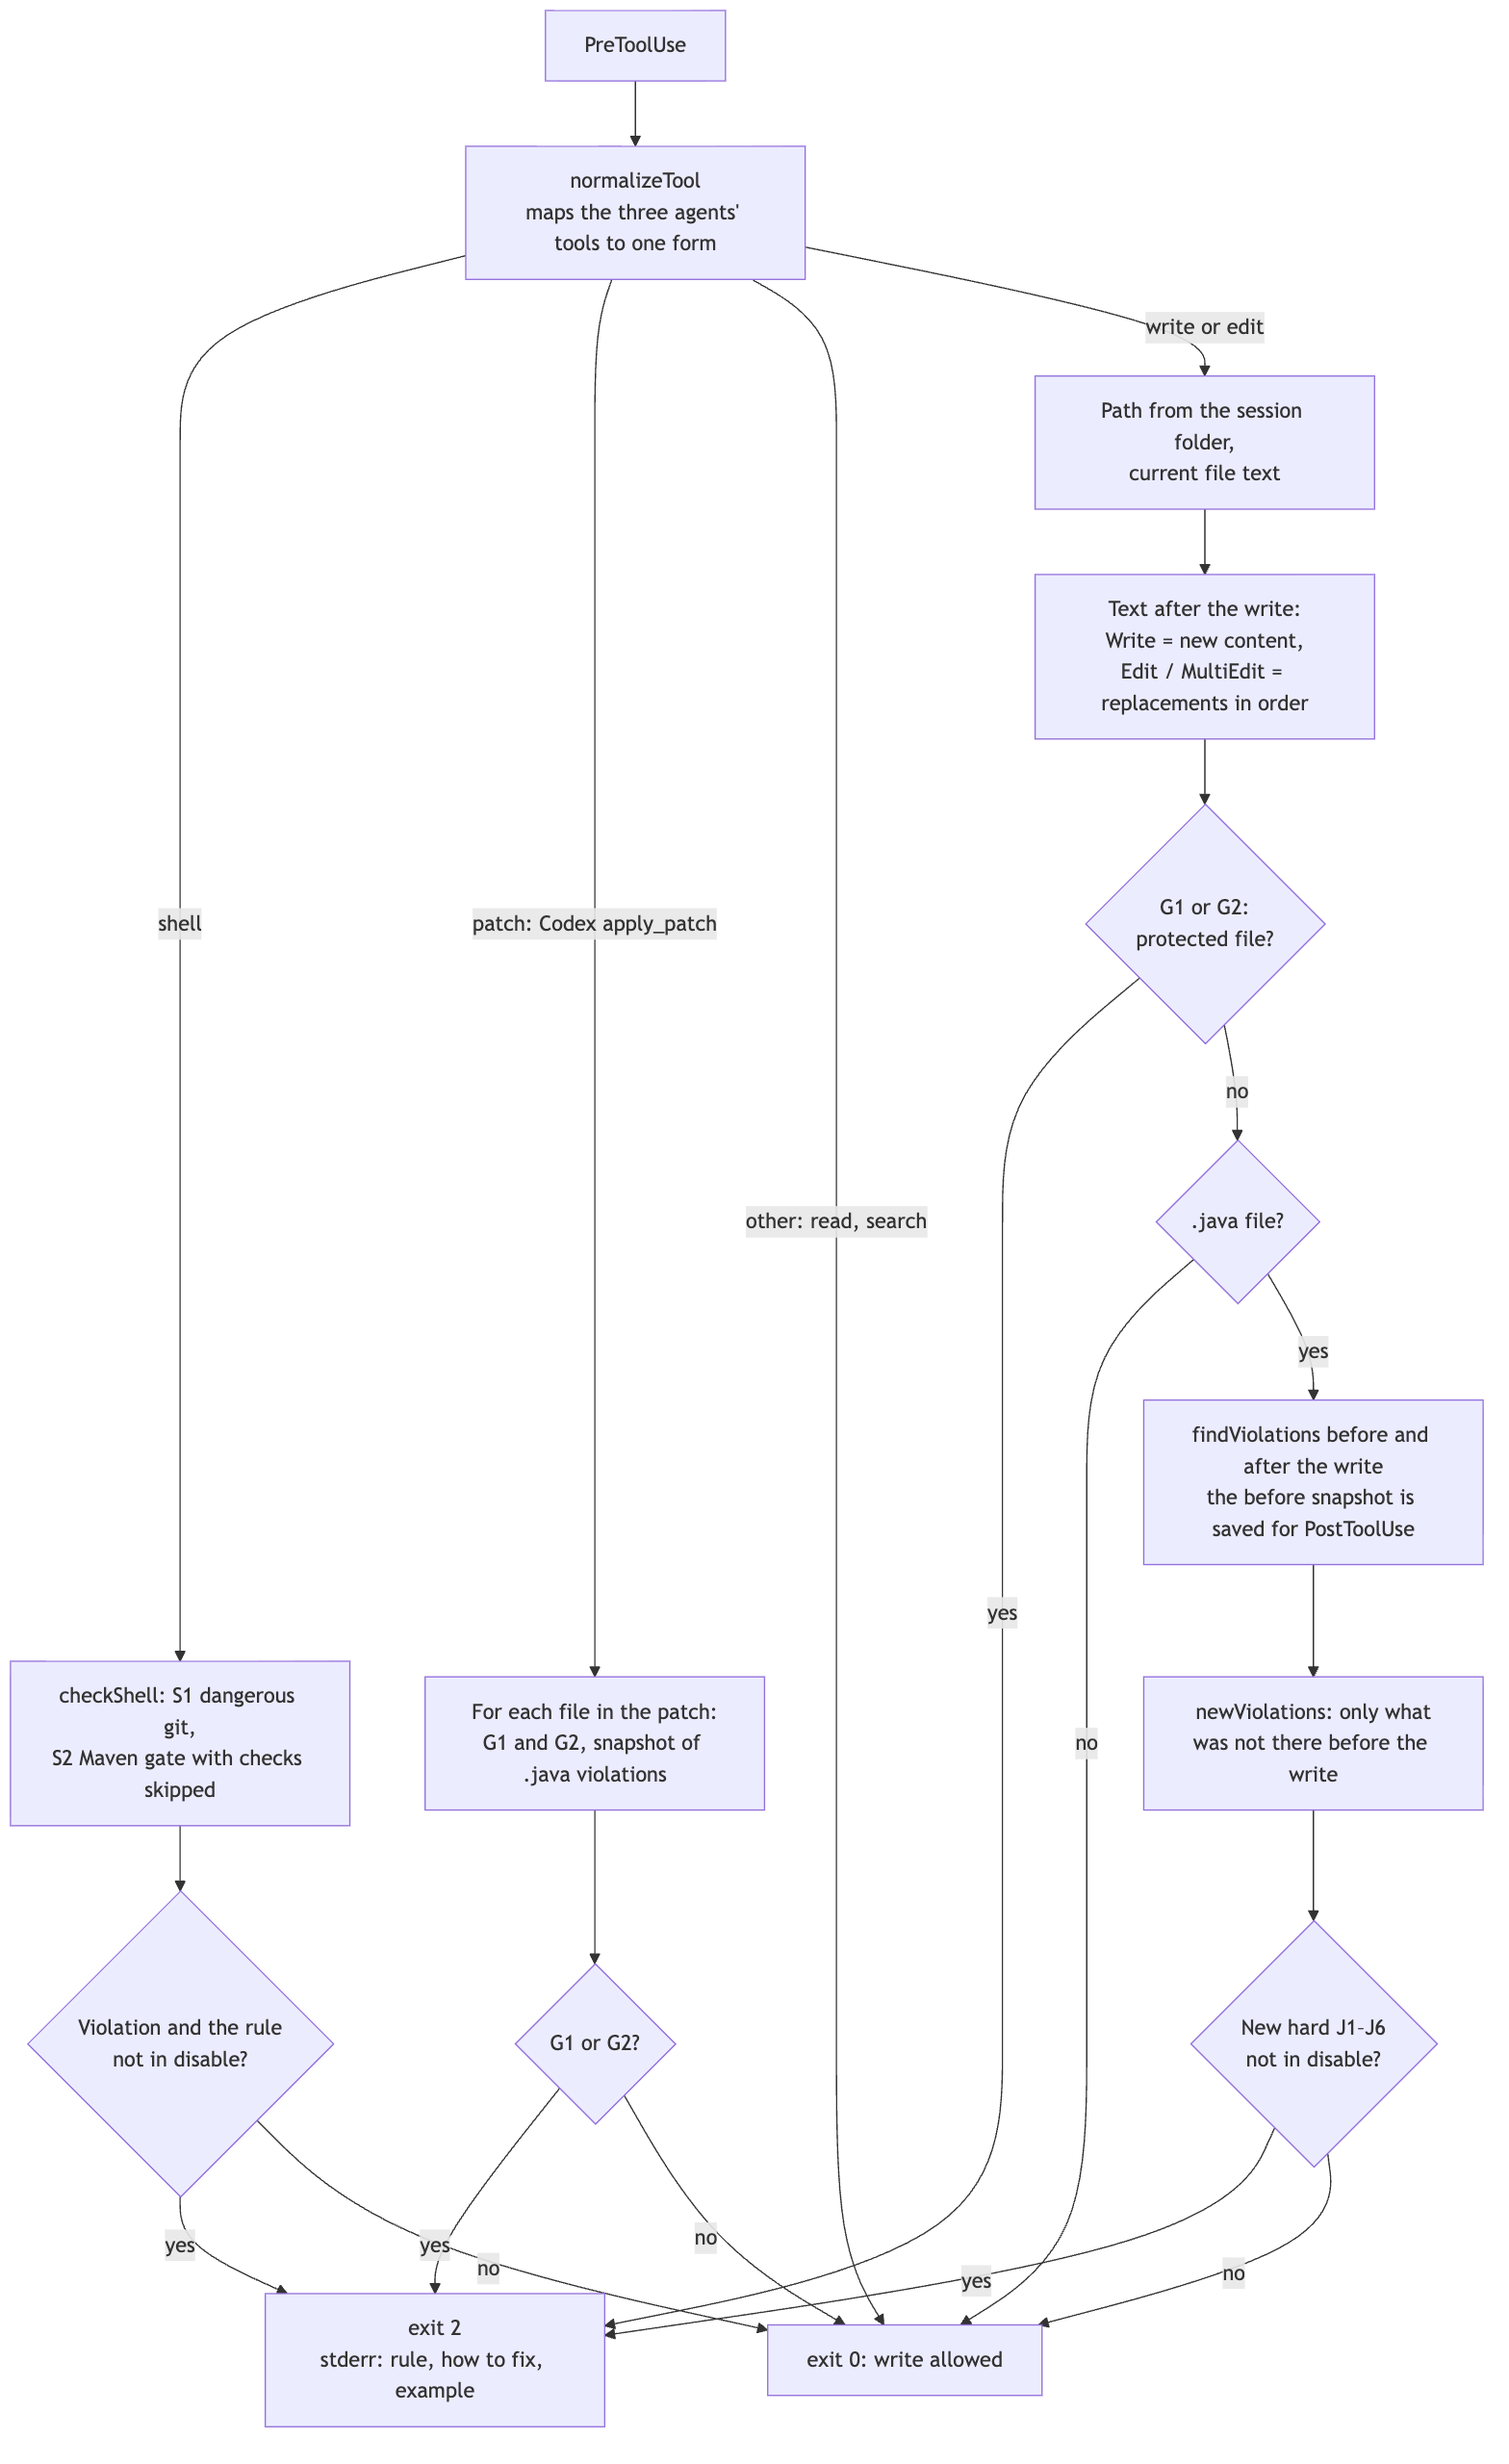 PreToolUse
normalizeTool
maps the three agents'
tools to one form
write or edit
Path from the session
folder,
current file text
Text after the write:
Write = new content,
Edit / MultiEdit =
replacements in order
shell
patch: Codex apply_patch
G1 or G2:
protected file?
no
other: read, search
.java file?
yes
findViolations before and
after the write
the before snapshot is
saved for PostToolUse
yes
checkShell: S1 dangerous
git,
S2 Maven gate with checks
skipped
For each file in the patch:
G1 and G2, snapshot of
.java violations
no
newViolations: only what
was not there before the
write
Violation and the rule
not in disable?
G1 or G2?
New hard J1–J6
not in disable?
yes
yes
no
no
yes
no
exit 2
stderr: rule, how to fix,
example
exit 0: write allowed